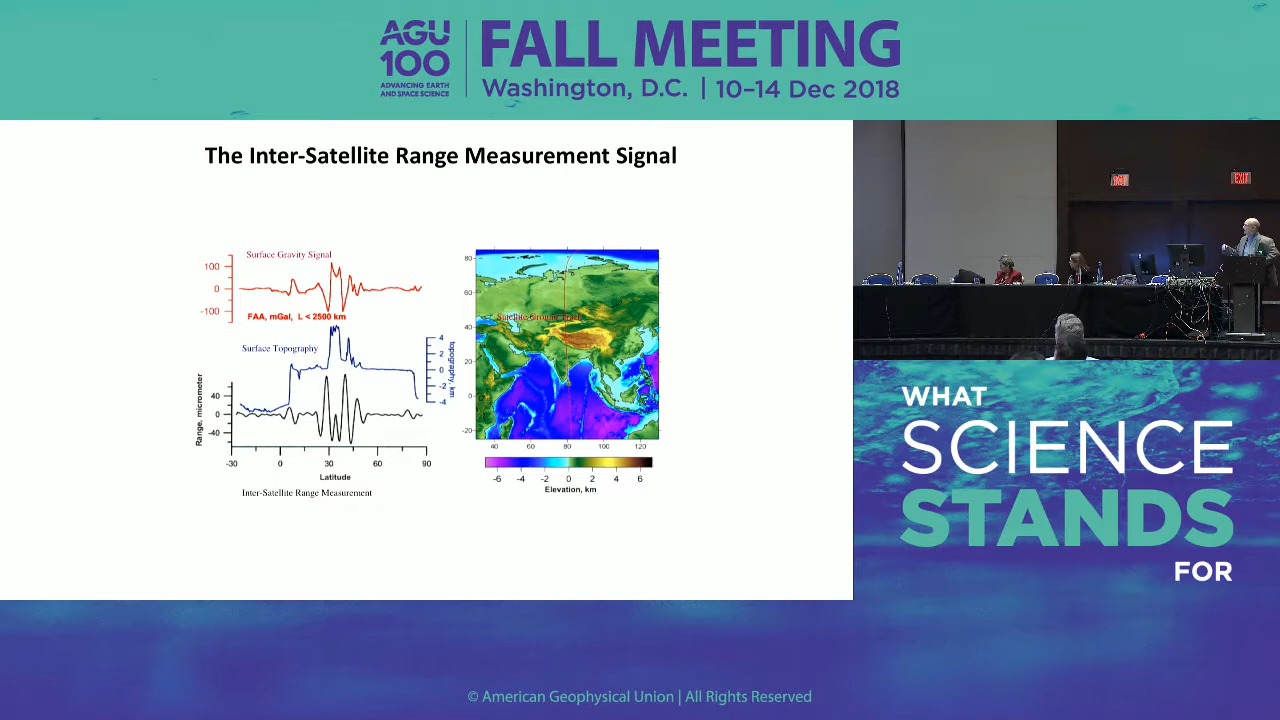 AGU
100
ADVANCING EARTH
AND SPACE SCIENCE
FALL MEETING
Washington, D.C. | 10–14 Dec 2018
The Inter-Satellite Range Measurement Signal
Surface Gravity Signal
100
0
-100
FAA, mGal, L < 2500 km
Surface Topography
4
2
0
-2
-4
topography, km
Range, micrometer
40
0
-40
-30 0 30 60 90
Latitude
Inter-Satellite Range Measurement
80
60
40
20
0
-20
Satellite Ground Track
40 60 80 100 120
-6 -4 -2 0 2 4 6
Elevation, km
EXIT
EXIT
WHAT
SCIENCE
STANDS
FOR
© American Geophysical Union | All Rights Reserved